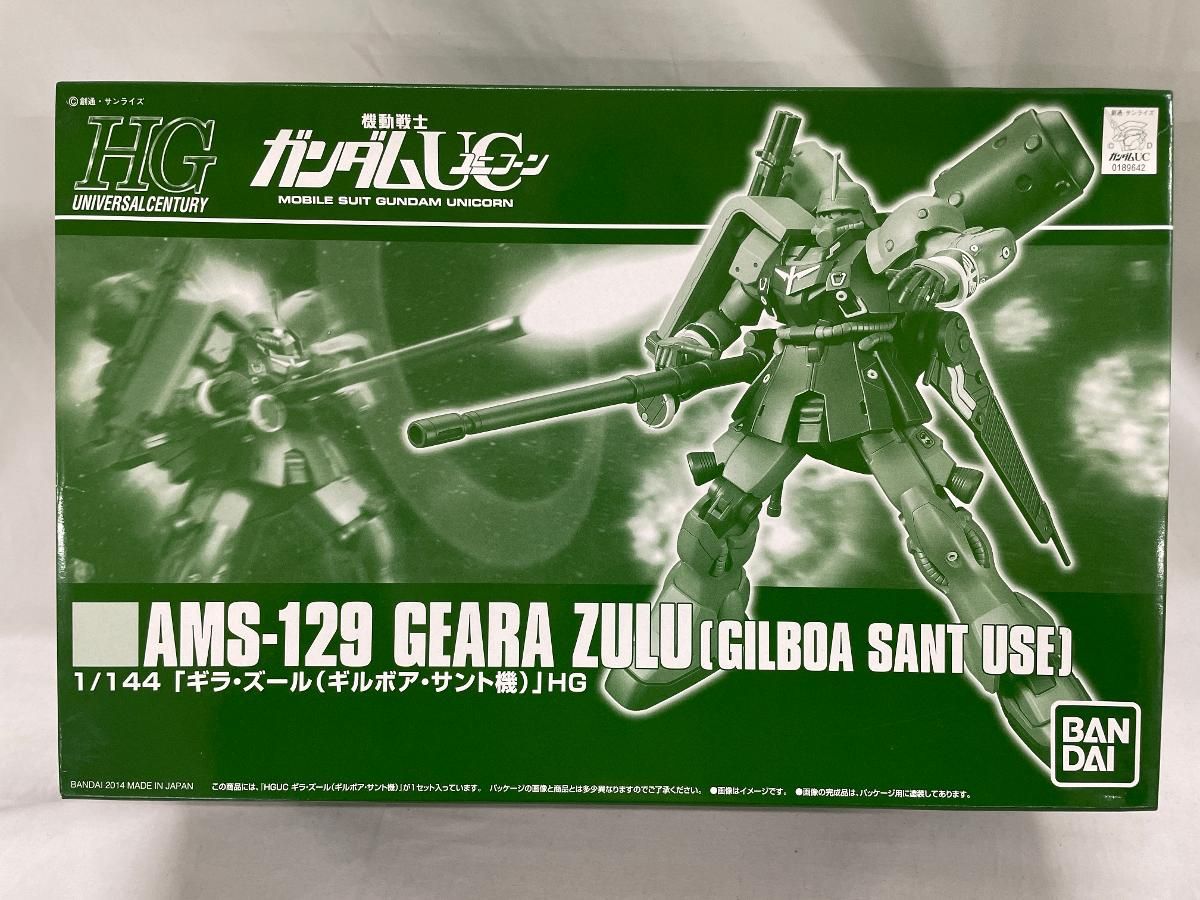 ©創通・サンライズ
HG
UNIVERSAL CENTURY
機動戦士
ガンダムUC
ユニコーン
MOBILE SUIT GUNDAM UNICORN
創通・サンライズ
C D
ガンダムUC
0189642
AMS-129 GEARA ZULU(GILBOA SANT USE)
1/144「ギラ・ズール(ギルボア・サント機)」HG
BAN
DAI
BANDAI 2014 MADE IN JAPAN この商品には、「HGUC ギラ・ズール(ギルボア・サント機)」が1セット入っています。 パッケージの画像と商品とは多少異なりますのでご了承ください。 ●画像はイメージです。 ●画像の完成品は、パッケージ用に塗装してあります。